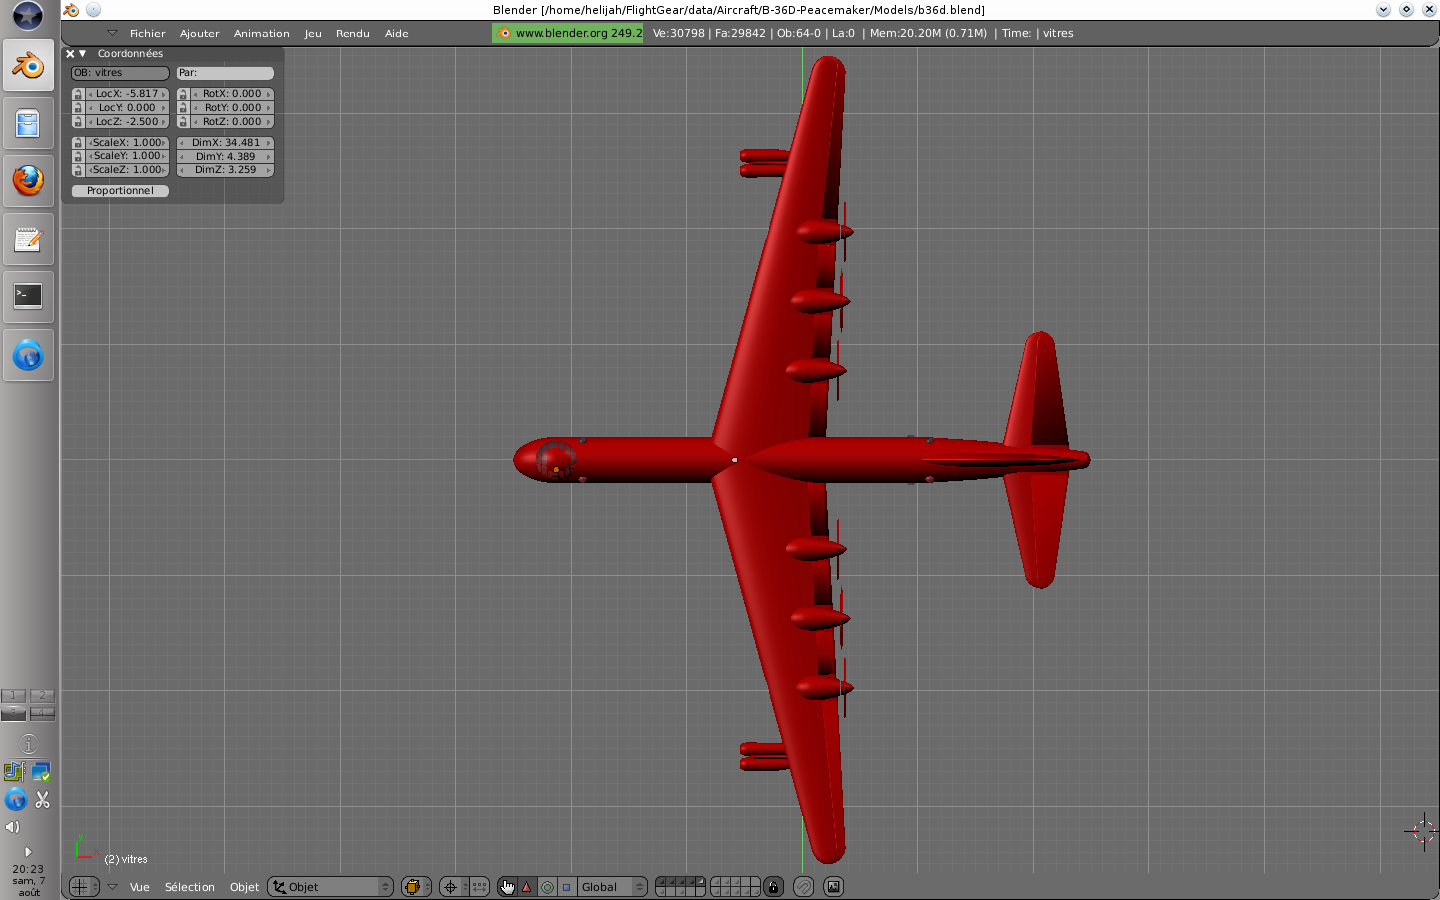 Blender [/home/helijah/FlightGear/data/Aircraft/B-36D-Peacemaker/Models/b36d.blend]
Fichier Ajouter Animation Jeu Rendu Aide www.blender.org 249.2 Ve:30798 | Fa:29842 | Ob:64-0 | La:0 | Mem:20.20M (0.71M) | Time: | vitres
Coordonnées
OB: vitres Par:
LocX: -5.817 RotX: 0.000
LocY: 0.000 RotY: 0.000
LocZ: -2.500 RotZ: 0.000
ScaleX: 1.000 DimX: 34.481
ScaleY: 1.000 DimY: 4.389
ScaleZ: 1.000 DimZ: 3.259
Proportionnel
1 2
3 4
(2) vitres
20:23
sam, 7
août
Vue Sélection Objet Objet Global